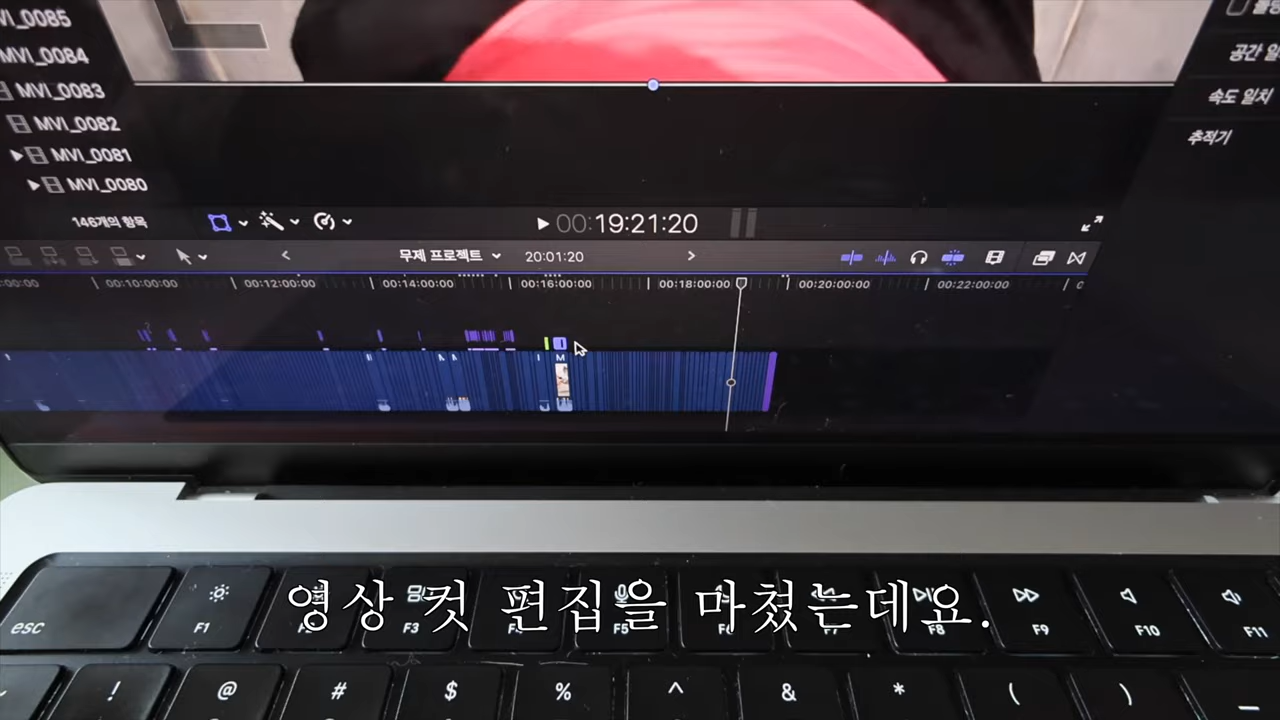 MVI_0085
MVI_0084
MVI_0083
MVI_0082
MVI_0081
MVI_0080
공간 일
속도 일치
추적기
146개의 항목
00:19:21:20
무제 프로젝트
20:01:20
00:10:00:00
00:12:00:00
00:14:00:00
00:16:00:00
00:18:00:00
00:20:00:00
00:22:00:00
영상 컷 편집을 마쳤는데요.
esc
F1
F3
F5
F8
F9
F10
F11
! @ # $ % ^ & * ( )